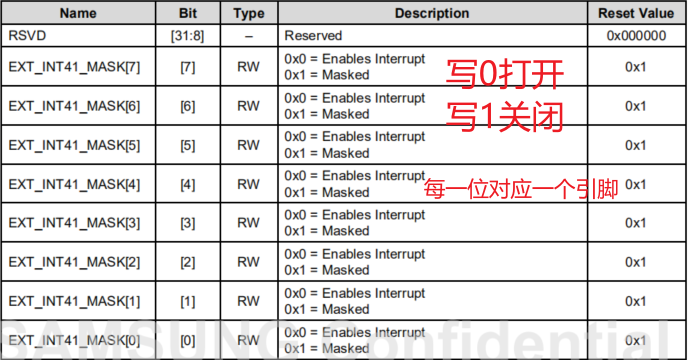 Name Bit Type Description Reset Value
RSVD [31:8] – Reserved 0x000000
EXT_INT41_MASK[7] [7] RW 0x0 = Enables Interrupt 0x1
0x1 = Masked
写0打开
EXT_INT41_MASK[6] [6] RW 0x0 = Enables Interrupt 0x1
0x1 = Masked
写1关闭
EXT_INT41_MASK[5] [5] RW 0x0 = Enables Interrupt 0x1
0x1 = Masked
EXT_INT41_MASK[4] [4] RW 0x0 = Enables Interrupt 0x1
0x1 = Masked
每一位对应一个引脚
EXT_INT41_MASK[3] [3] RW 0x0 = Enables Interrupt 0x1
0x1 = Masked
EXT_INT41_MASK[2] [2] RW 0x0 = Enables Interrupt 0x1
0x1 = Masked
EXT_INT41_MASK[1] [1] RW 0x0 = Enables Interrupt 0x1
0x1 = Masked
EXT_INT41_MASK[0] [0] RW 0x0 = Enables Interrupt 0x1
0x1 = Masked
SAMSUNG Confidential